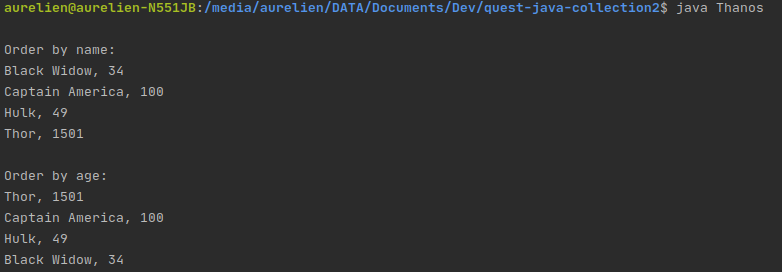 aurelien@aurelien-N551JB:/media/aurelien/DATA/Documents/Dev/quest-java-collection2$ java Thanos
Order by name:
Black Widow, 34
Captain America, 100
Hulk, 49
Thor, 1501
Order by age:
Thor, 1501
Captain America, 100
Hulk, 49
Black Widow, 34